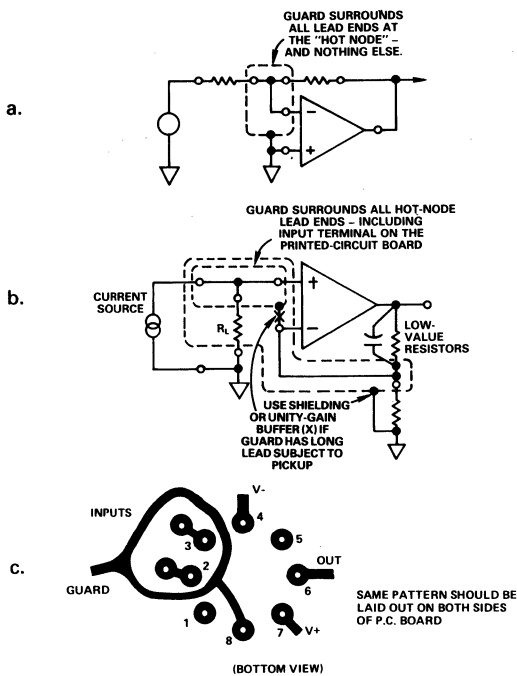 GUARD SURROUNDS
ALL LEAD ENDS AT
THE "HOT NODE" –
AND NOTHING ELSE.
a.
–
+
GUARD SURROUNDS ALL HOT-NODE
LEAD ENDS – INCLUDING
INPUT TERMINAL ON THE
PRINTED-CIRCUIT BOARD
b.
CURRENT
SOURCE
RL
+
–
X
LOW-
VALUE
RESISTORS
USE SHIELDING
OR UNITY-GAIN
BUFFER (X) IF
GUARD HAS LONG
LEAD SUBJECT TO
PICKUP
c.
INPUTS
GUARD
V-
4
3
5
2
OUT
6
1
8
7
V+
SAME PATTERN SHOULD BE
LAID OUT ON BOTH SIDES
OF P.C. BOARD
(BOTTOM VIEW)